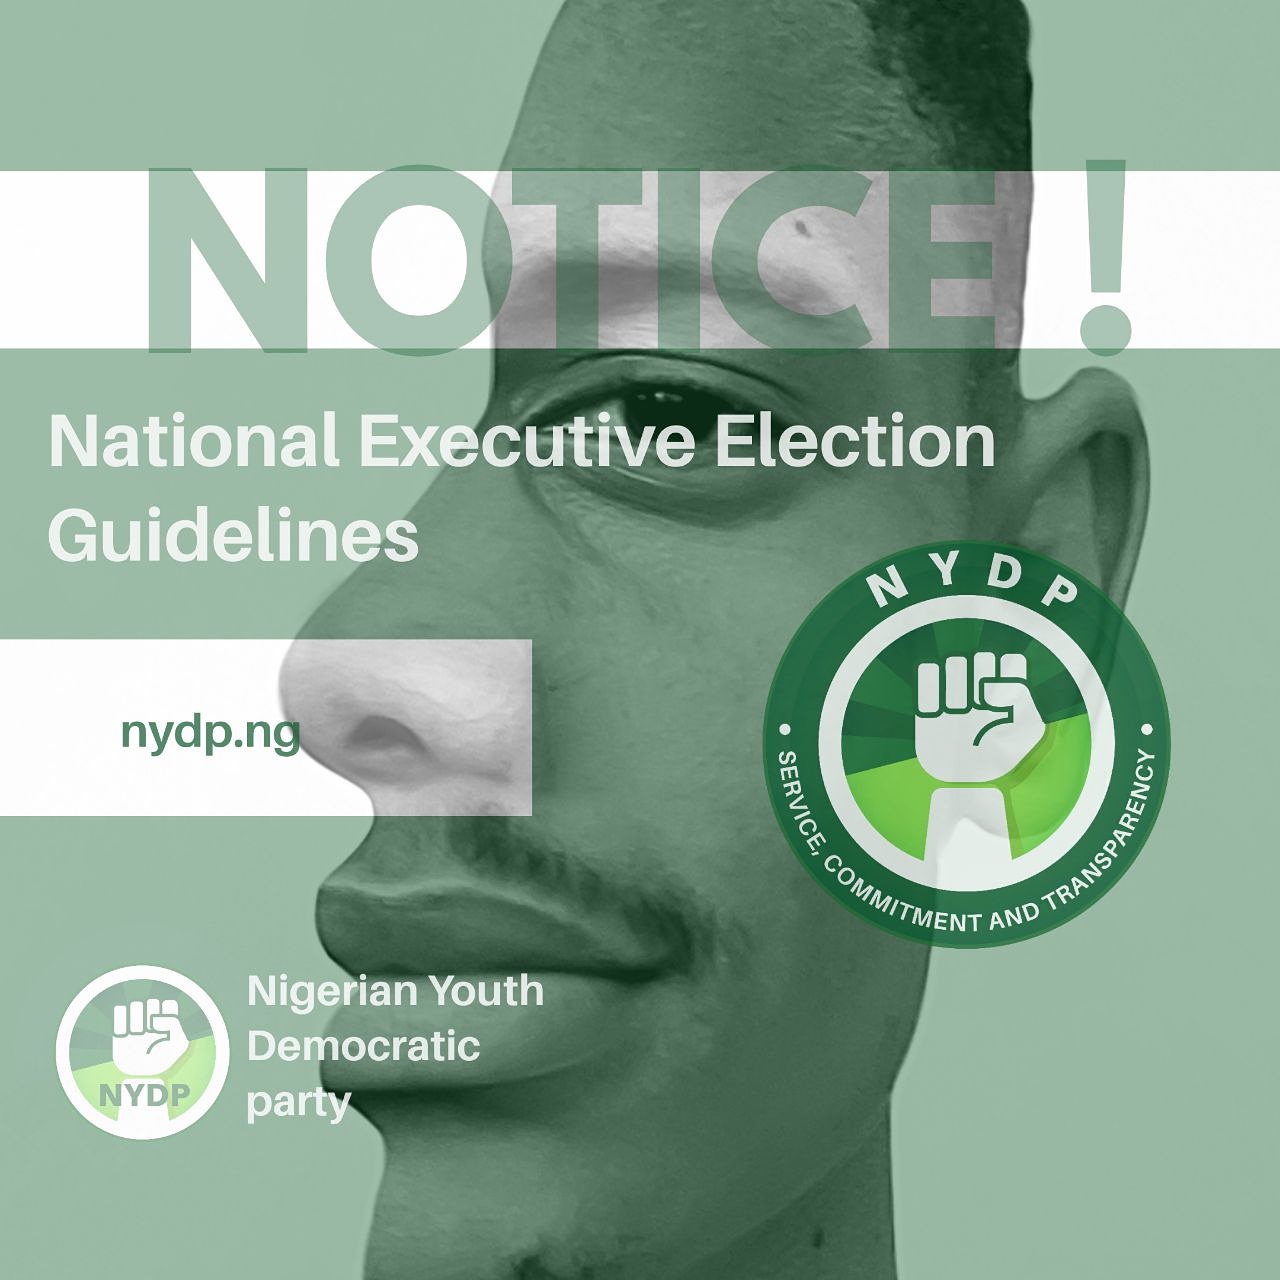 NOTICE !
National Executive Election
Guidelines
nydp.ng
NYDP
SERVICE, COMMITMENT AND TRANSPARENCY
NYDP
Nigerian Youth
Democratic
party